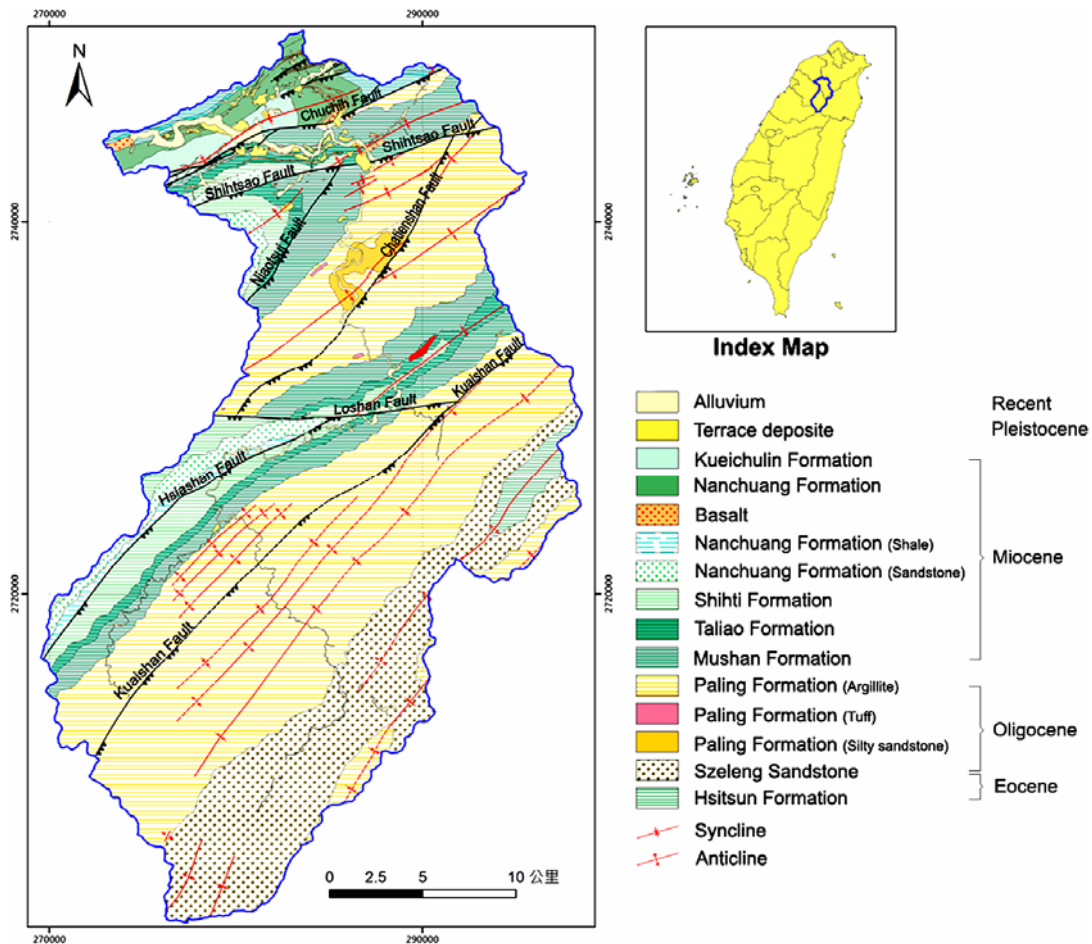 270000
290000
N
Chuchih Fault
Shihtsao Fault
Shihtsao Fault
2740000
2740000
Niaotsui Fault
Chatienshan Fault
Kuaishan Fault
Loshan Fault
Hsiashan Fault
2720000
2720000
Kuaishan Fault
0 2.5 5 10 公里
270000
290000
Index Map
Alluvium
Recent
Terrace deposite
Pleistocene
Kueichulin Formation
Nanchuang Formation
Basalt
Nanchuang Formation (Shale)
Miocene
Nanchuang Formation (Sandstone)
Shihti Formation
Taliao Formation
Mushan Formation
Paling Formation (Argillite)
Paling Formation (Tuff)
Oligocene
Paling Formation (Silty sandstone)
Szeleng Sandstone
Eocene
Hsitsun Formation
Syncline
Anticline